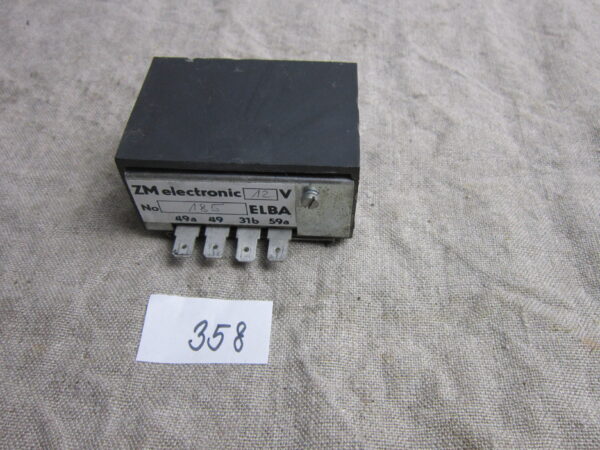 ZM electronic 12 V
No 185 ELBA
49a 49 31b 59a
358